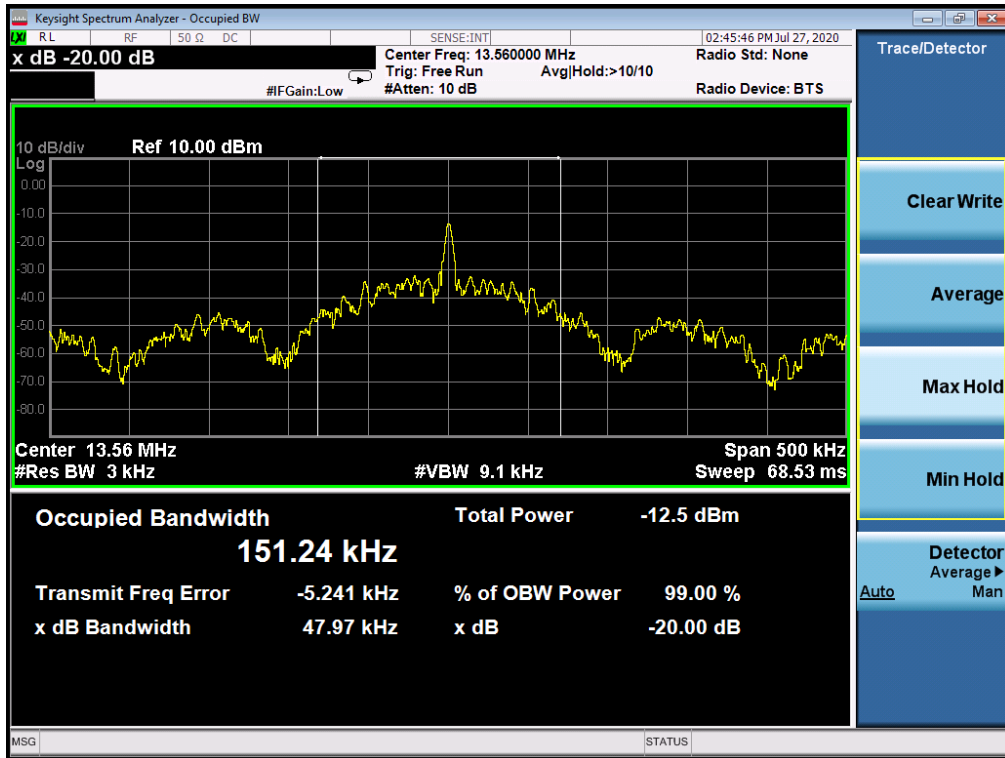 Keysight Spectrum Analyzer - Occupied BW
LXI RL RF 50 Ω DC SENSE:INT 02:45:46 PM Jul 27, 2020
x dB -20.00 dB
Center Freq: 13.560000 MHz Radio Std: None
Trig: Free Run Avg|Hold:>10/10
#IFGain:Low #Atten: 10 dB Radio Device: BTS
10 dB/div Ref 10.00 dBm
Log
0.00
-10.0
-20.0
-30.0
-40.0
-50.0
-60.0
-70.0
-80.0
Center 13.56 MHz Span 500 kHz
#Res BW 3 kHz #VBW 9.1 kHz Sweep 68.53 ms
Occupied Bandwidth Total Power -12.5 dBm
151.24 kHz
Transmit Freq Error -5.241 kHz % of OBW Power 99.00 %
x dB Bandwidth 47.97 kHz x dB -20.00 dB
Trace/Detector
Clear Write
Average
Max Hold
Min Hold
Detector
Average▶
Auto Man
MSG STATUS